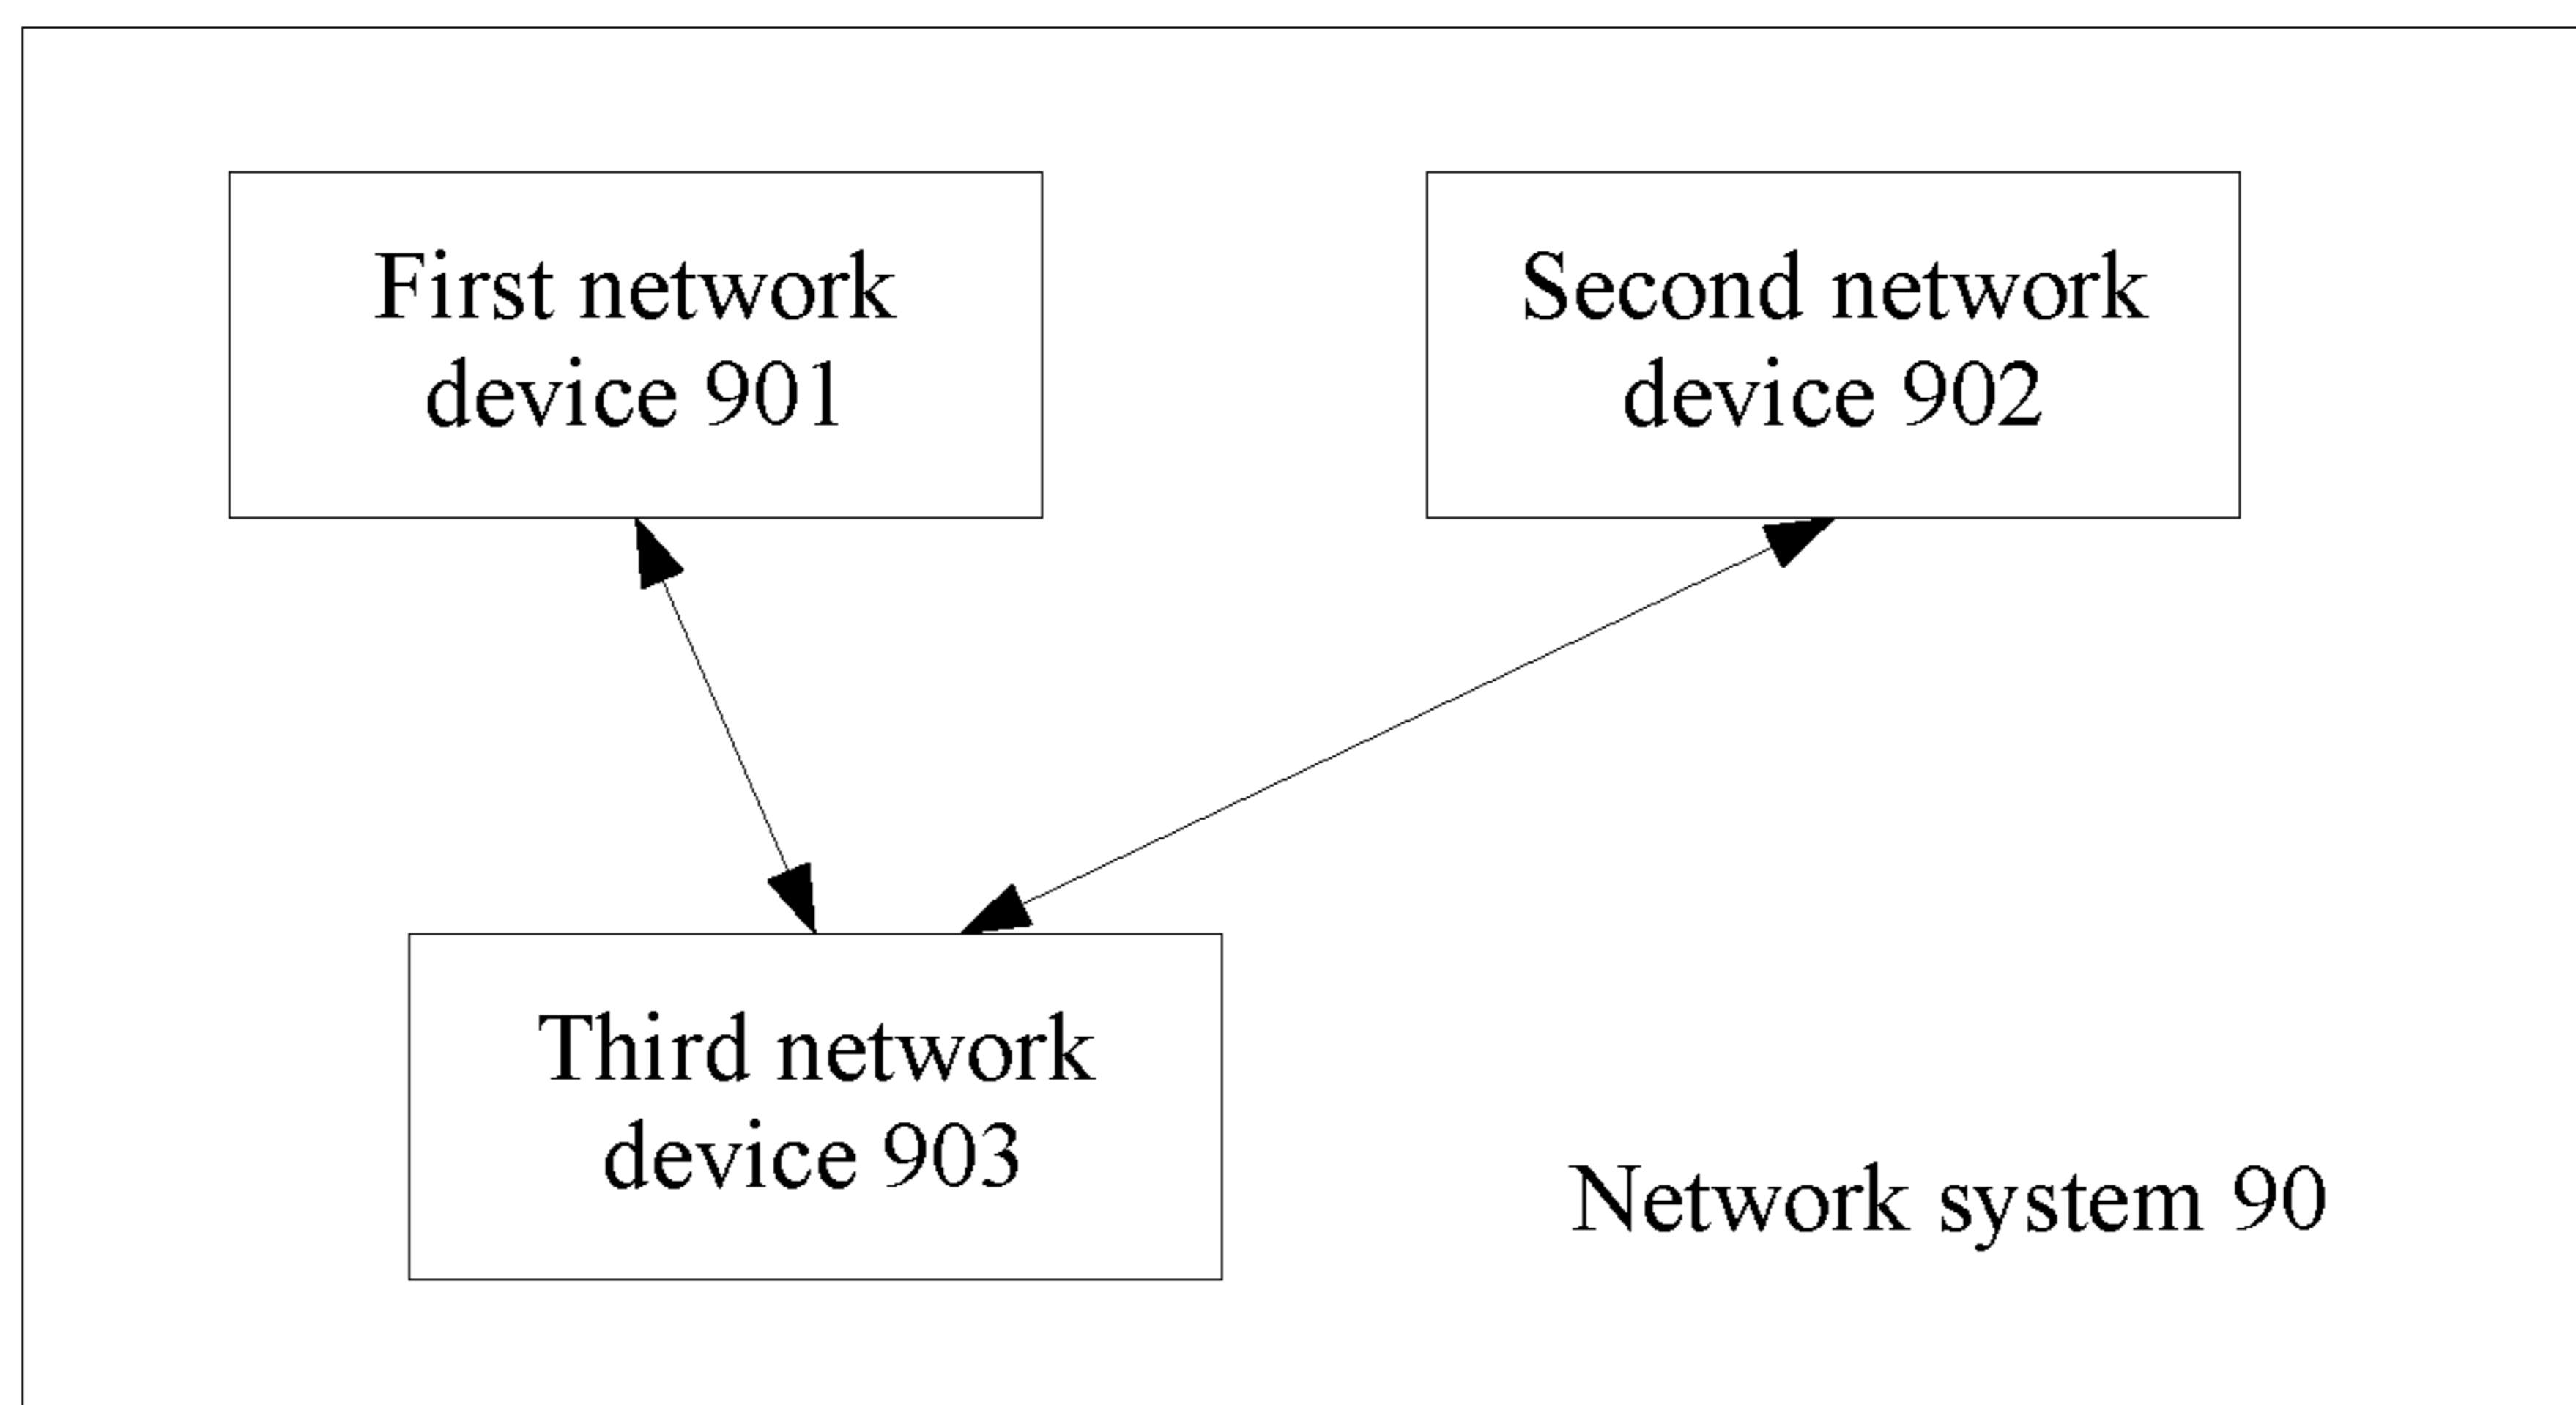 First network
device 901
Second network
device 902
Third network
device 903
Network system 90